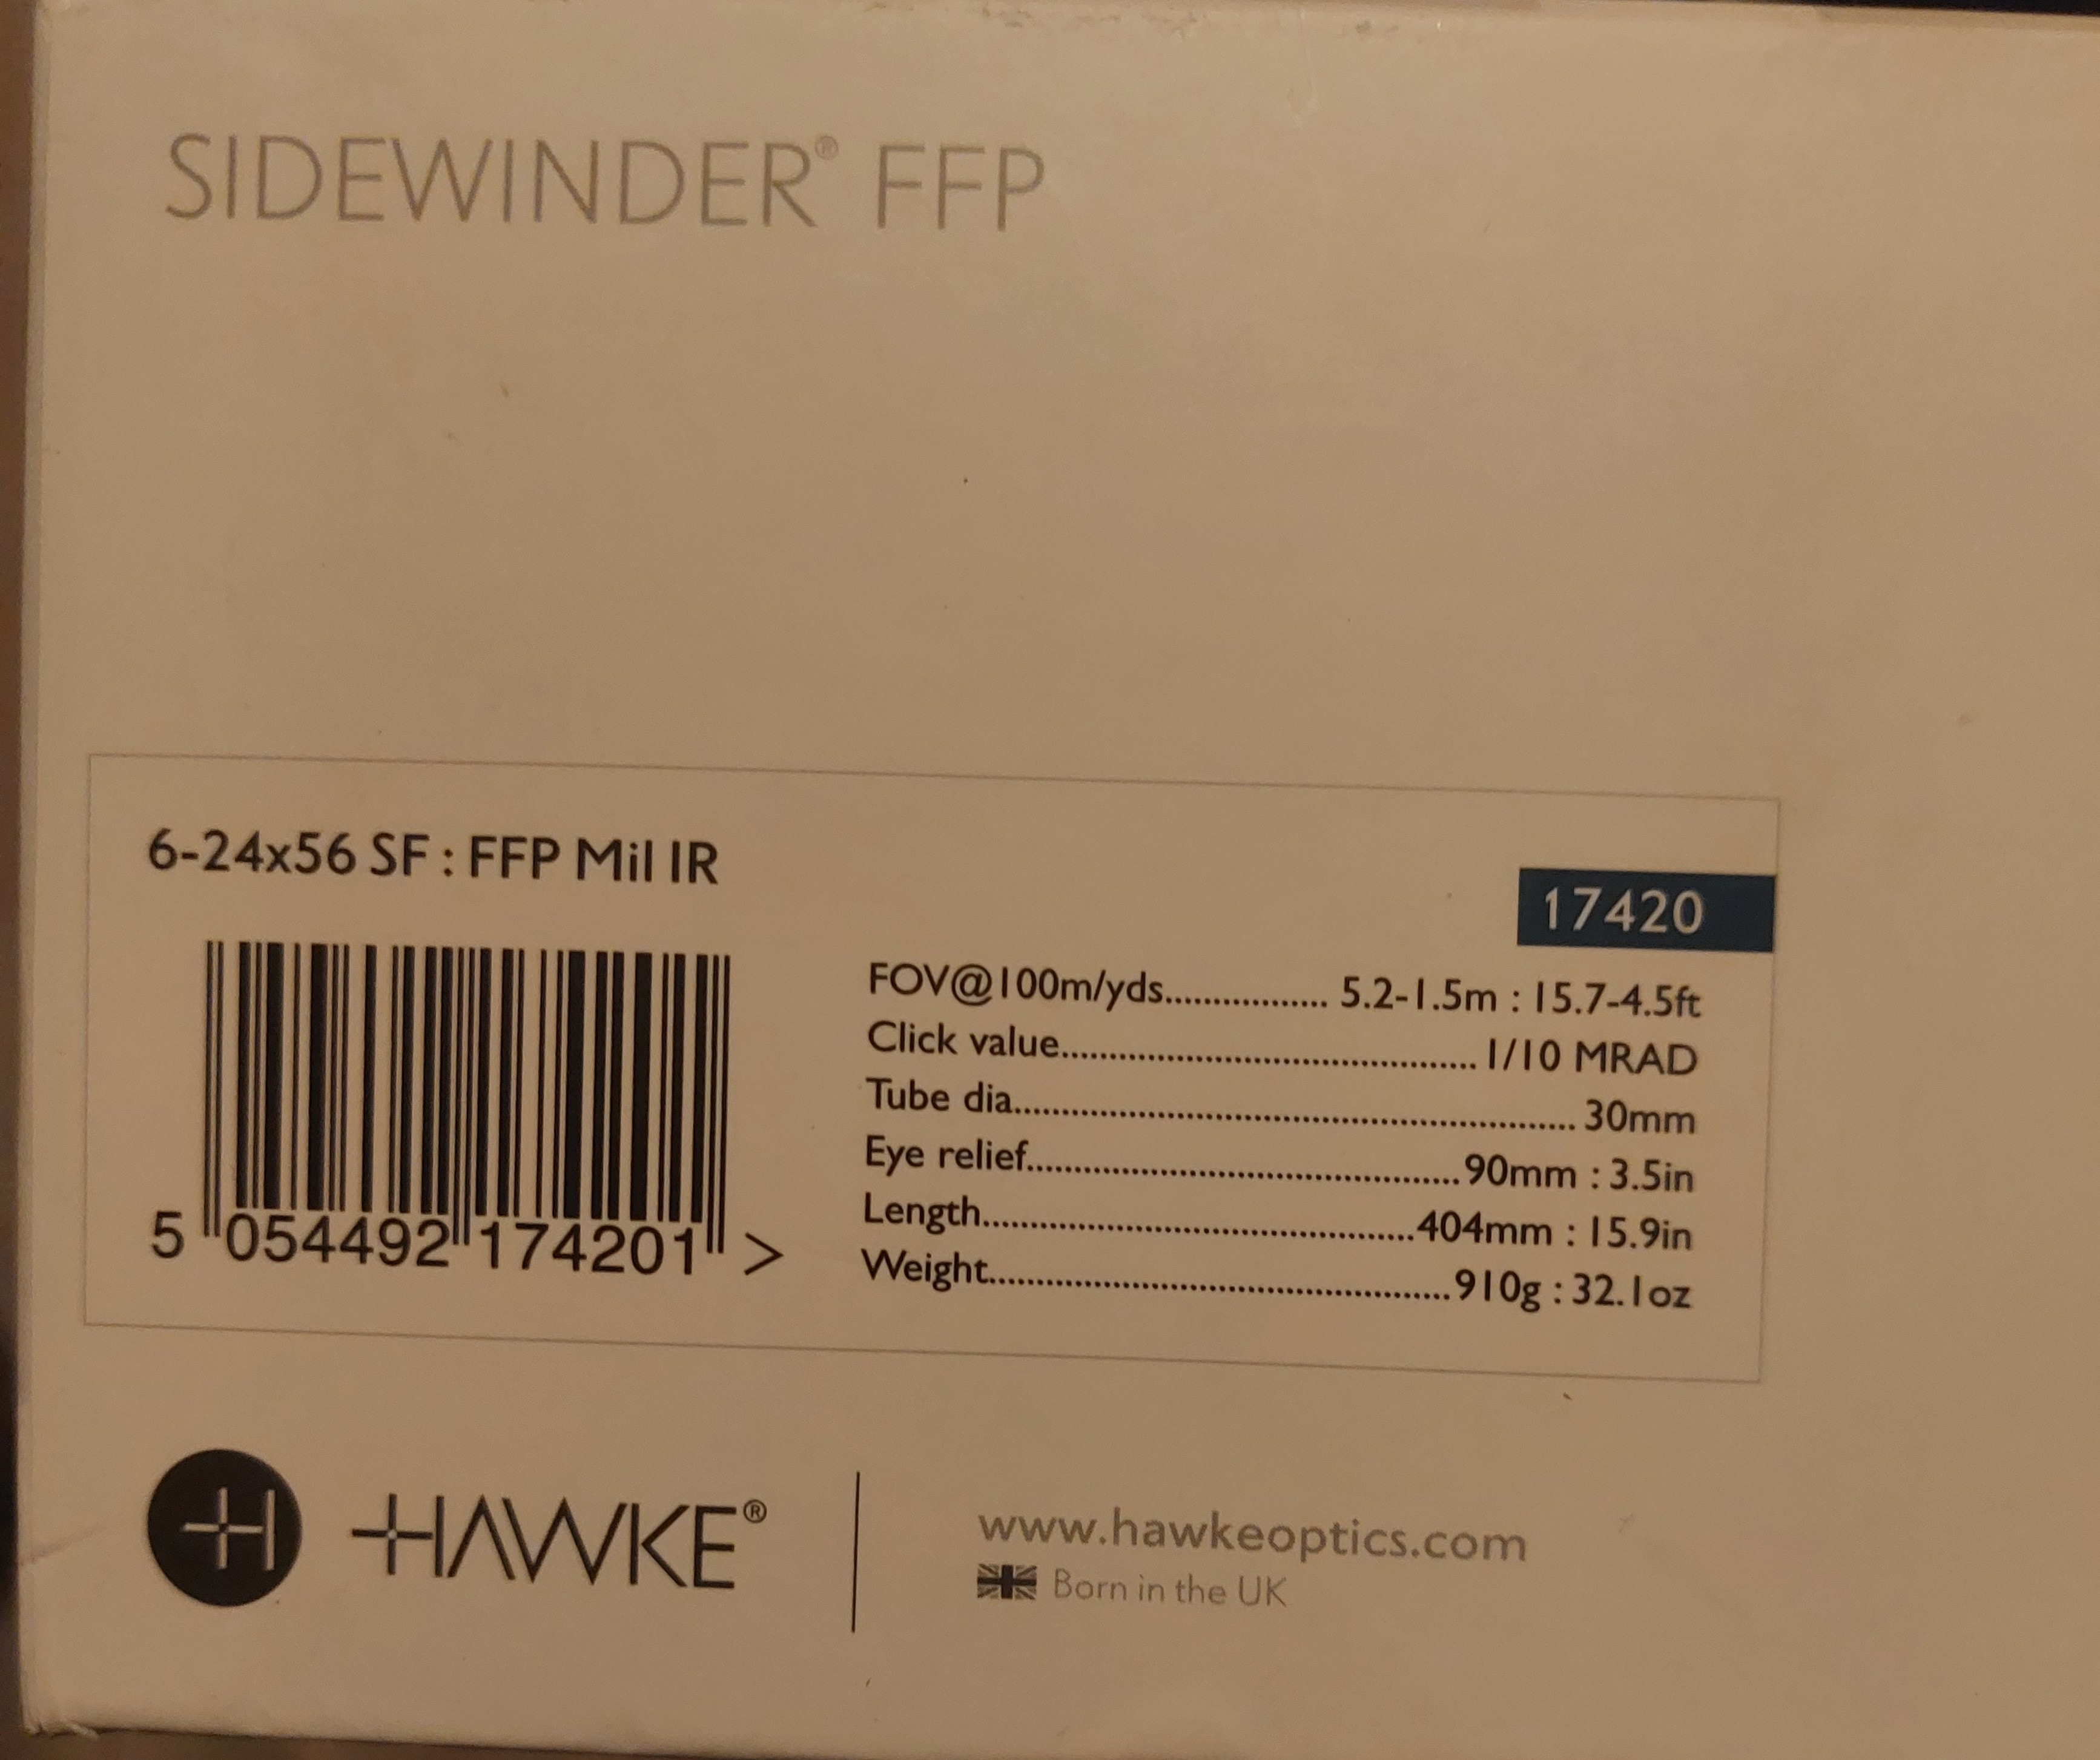 SIDEWINDER® FFP
6-24x56 SF : FFP Mil IR
17420
FOV@100m/yds................ 5.2-1.5m : 15.7-4.5ft
Click value.......................................... 1/10 MRAD
Tube dia......................................................... 30mm
Eye relief............................................90mm : 3.5in
Length...........................................404mm : 15.9in
Weight...............................................910g : 32.1oz
5 054492 174201 >
HAWKE®
www.hawkeoptics.com
Born in the UK